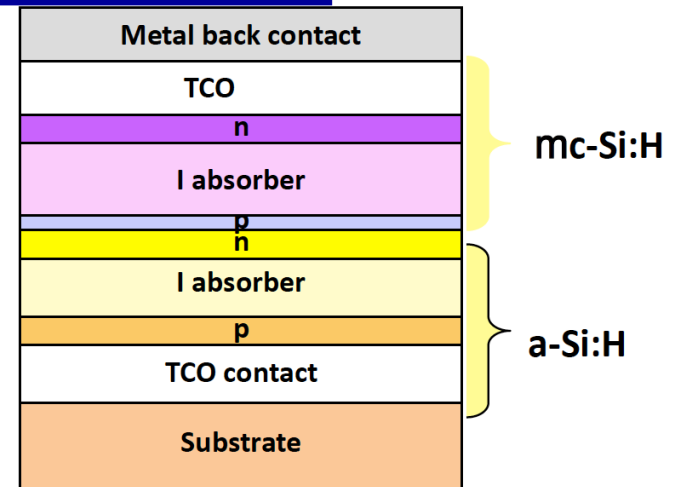 Metal back contact
TCO
n
I absorber
p
n
I absorber
p
TCO contact
Substrate
mc-Si:H
a-Si:H